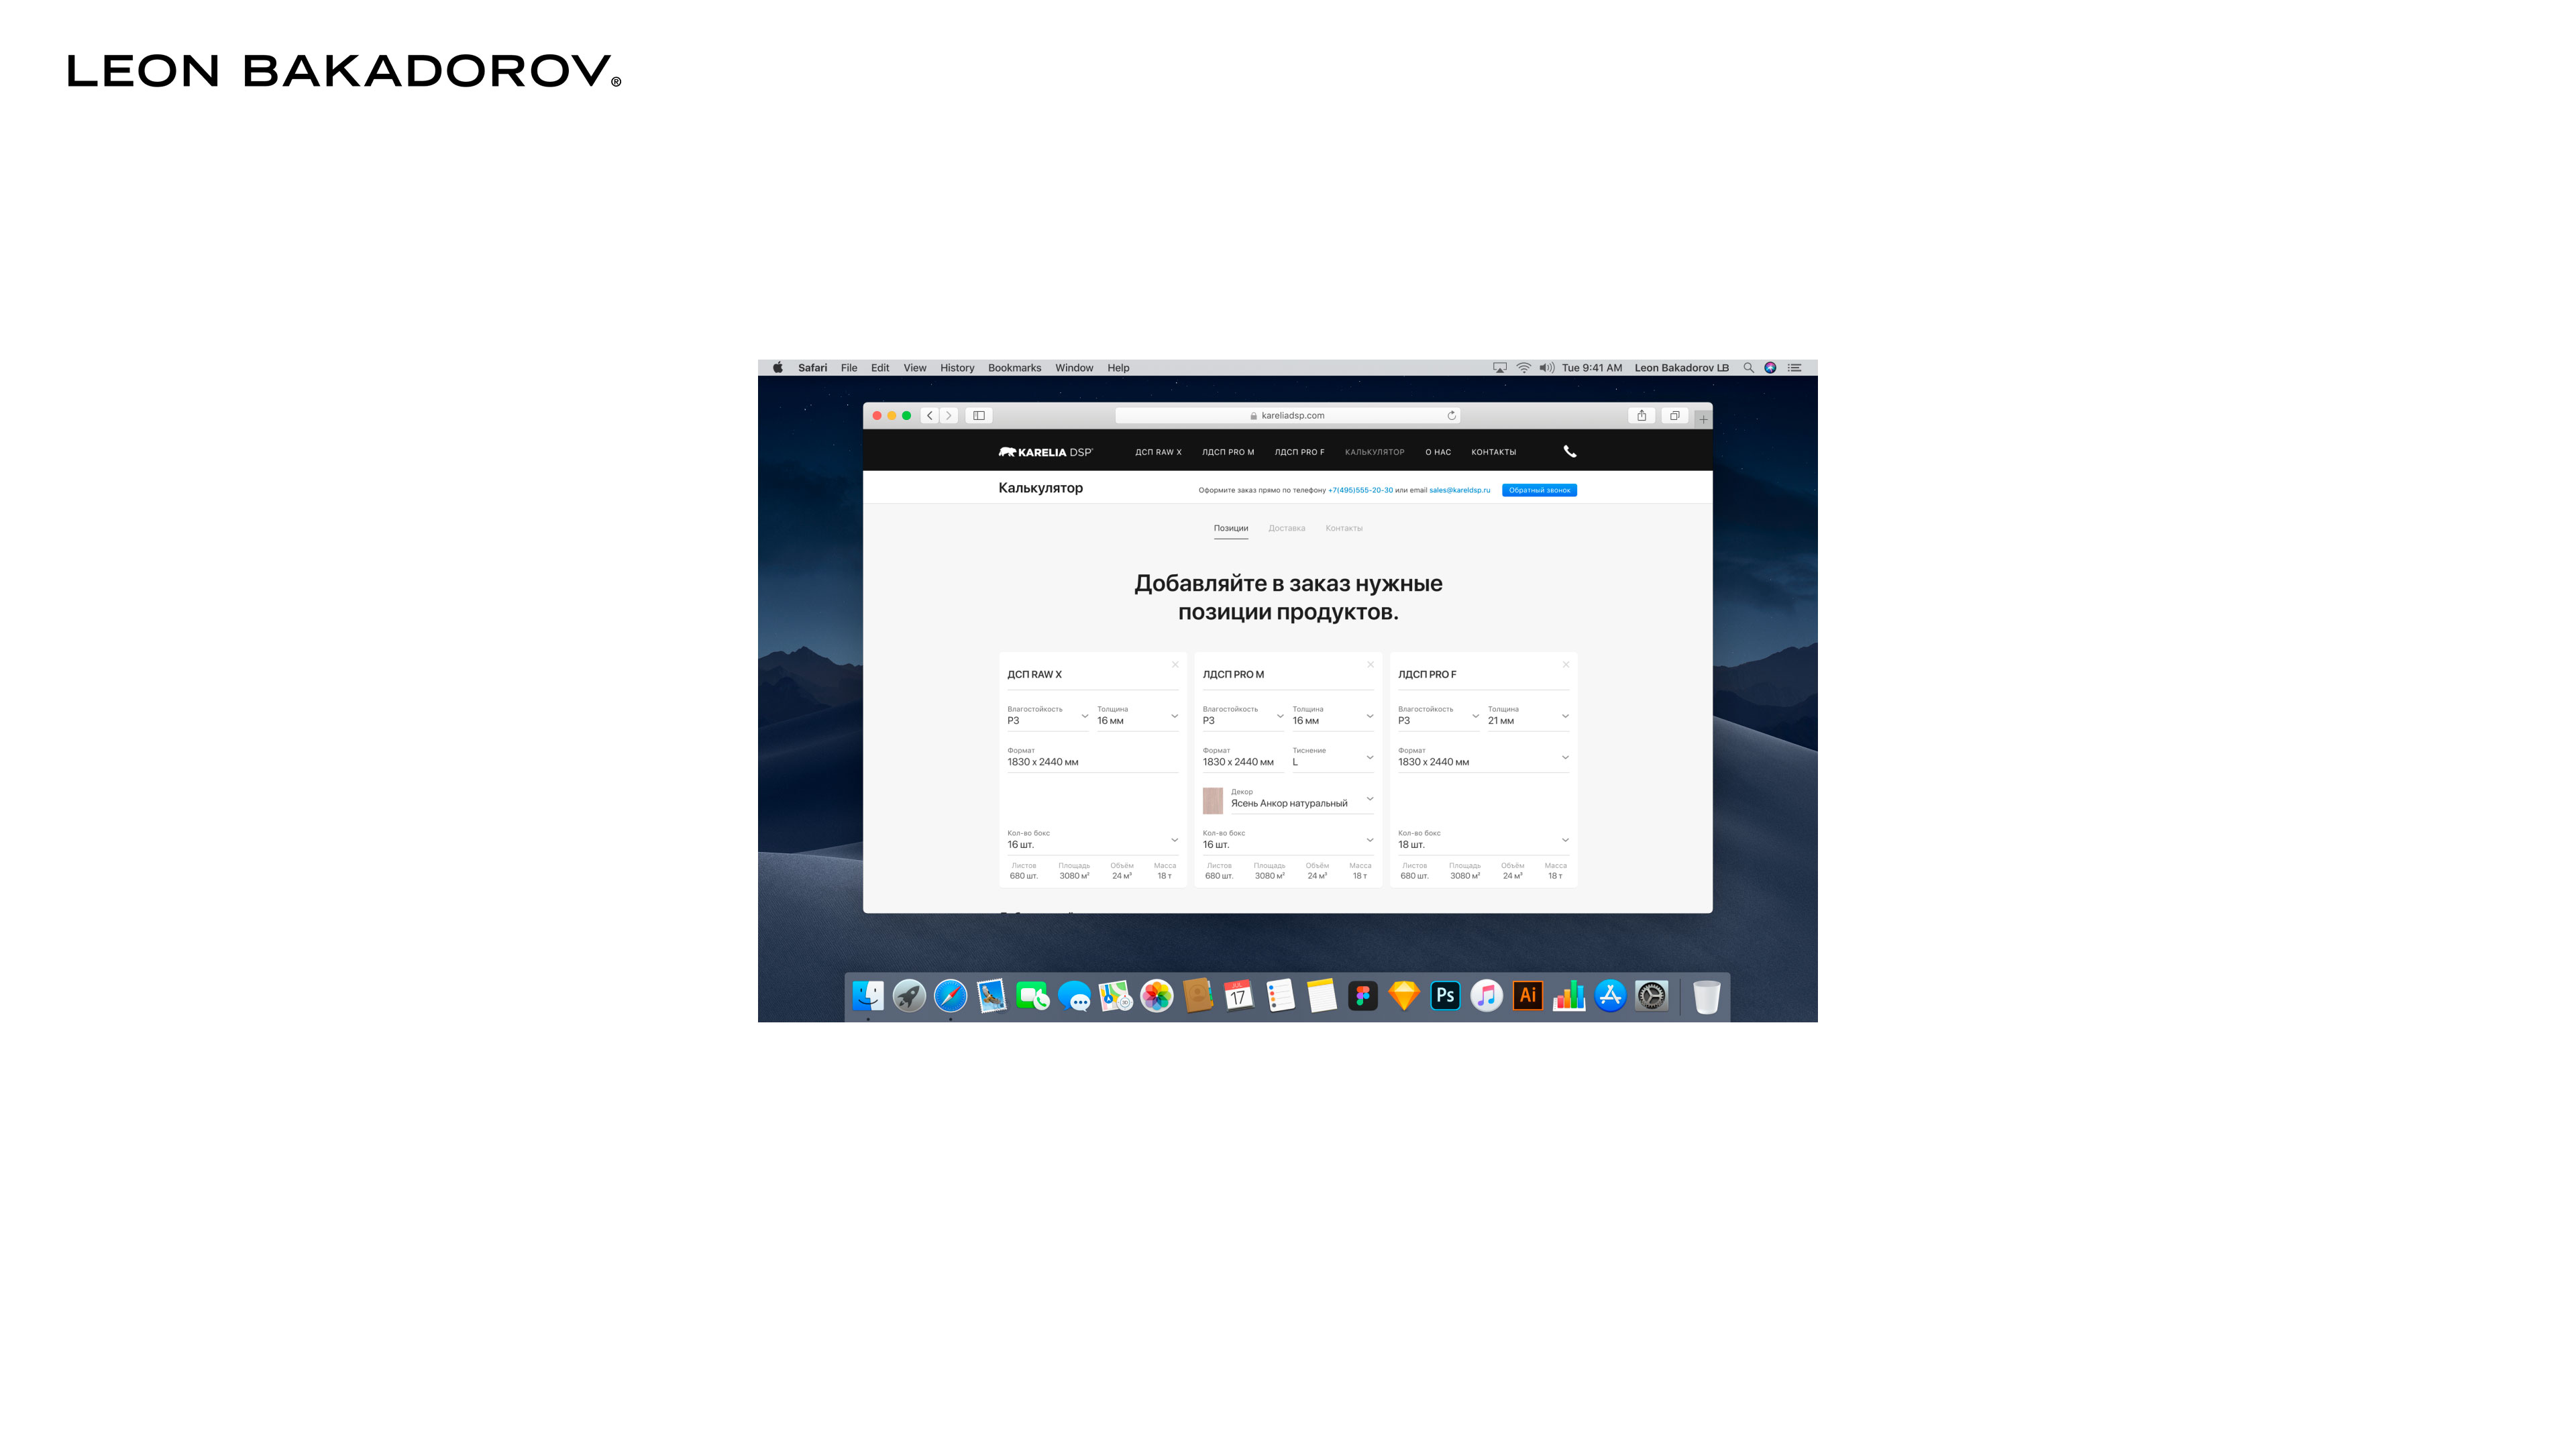 LEON BAKADOROV®
Safari File Edit View History Bookmarks Window Help Tue 9:41 AM Leon Bakadorov LB
kareliadsp.com
KARELIA DSP ДСП RAW X ЛДСП PRO M ЛДСП PRO F КАЛЬКУЛЯТОР О НАС КОНТАКТЫ
Калькулятор Оформите заказ прямо по телефону +7(495)555-20-30 или email sales@kareldsp.ru Обратный звонок
Позиции Доставка Контакты
Добавляйте в заказ нужные
позиции продуктов.
ДСП RAW X
Влагостойкость Толщина
P3 16 мм
Формат
1830 x 2440 мм
Кол-во бокс
16 шт.
Листов Площадь Объём Масса
680 шт. 3080 м² 24 м³ 18 т
ЛДСП PRO M
Влагостойкость Толщина
P3 16 мм
Формат Тиснение
1830 x 2440 мм L
Декор
Ясень Анкор натуральный
Кол-во бокс
16 шт.
Листов Площадь Объём Масса
680 шт. 3080 м² 24 м³ 18 т
ЛДСП PRO F
Влагостойкость Толщина
P3 21 мм
Формат
1830 x 2440 мм
Кол-во бокс
18 шт.
Листов Площадь Объём Масса
680 шт. 3080 м² 24 м³ 18 т
JUL
17
Ps
Ai